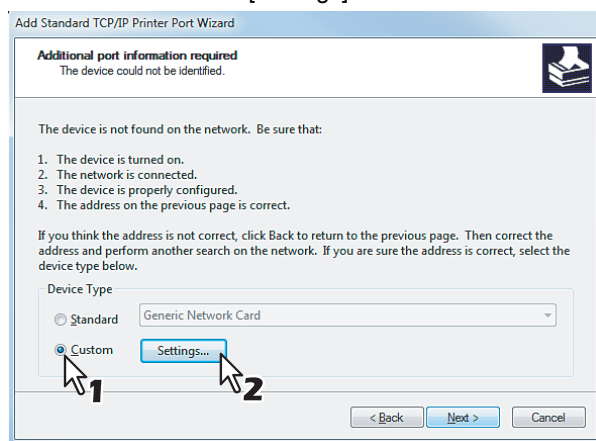 Add Standard TCP/IP Printer Port Wizard
Additional port information required
The device could not be identified.
The device is not found on the network.  Be sure that:
1.  The device is turned on.
2.  The network is connected.
3.  The device is properly configured.
4.  The address on the previous page is correct.
If you think the address is not correct, click Back to return to the previous page.  Then correct the
address and perform another search on the network.  If you are sure the address is correct, select the
device type below.
Device Type
Standard
Generic Network Card
Custom
Settings...
1
2
< Back
Next >
Cancel